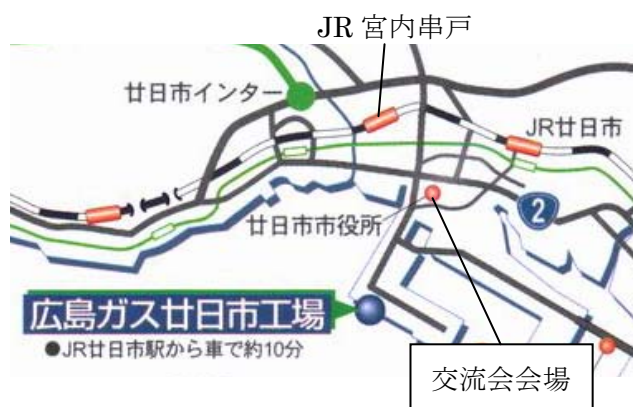 JR 宮内串戸
廿日市インター
JR廿日市
2
廿日市市役所
広島ガス廿日市工場
●JR廿日市駅から車で約10分
交流会会場